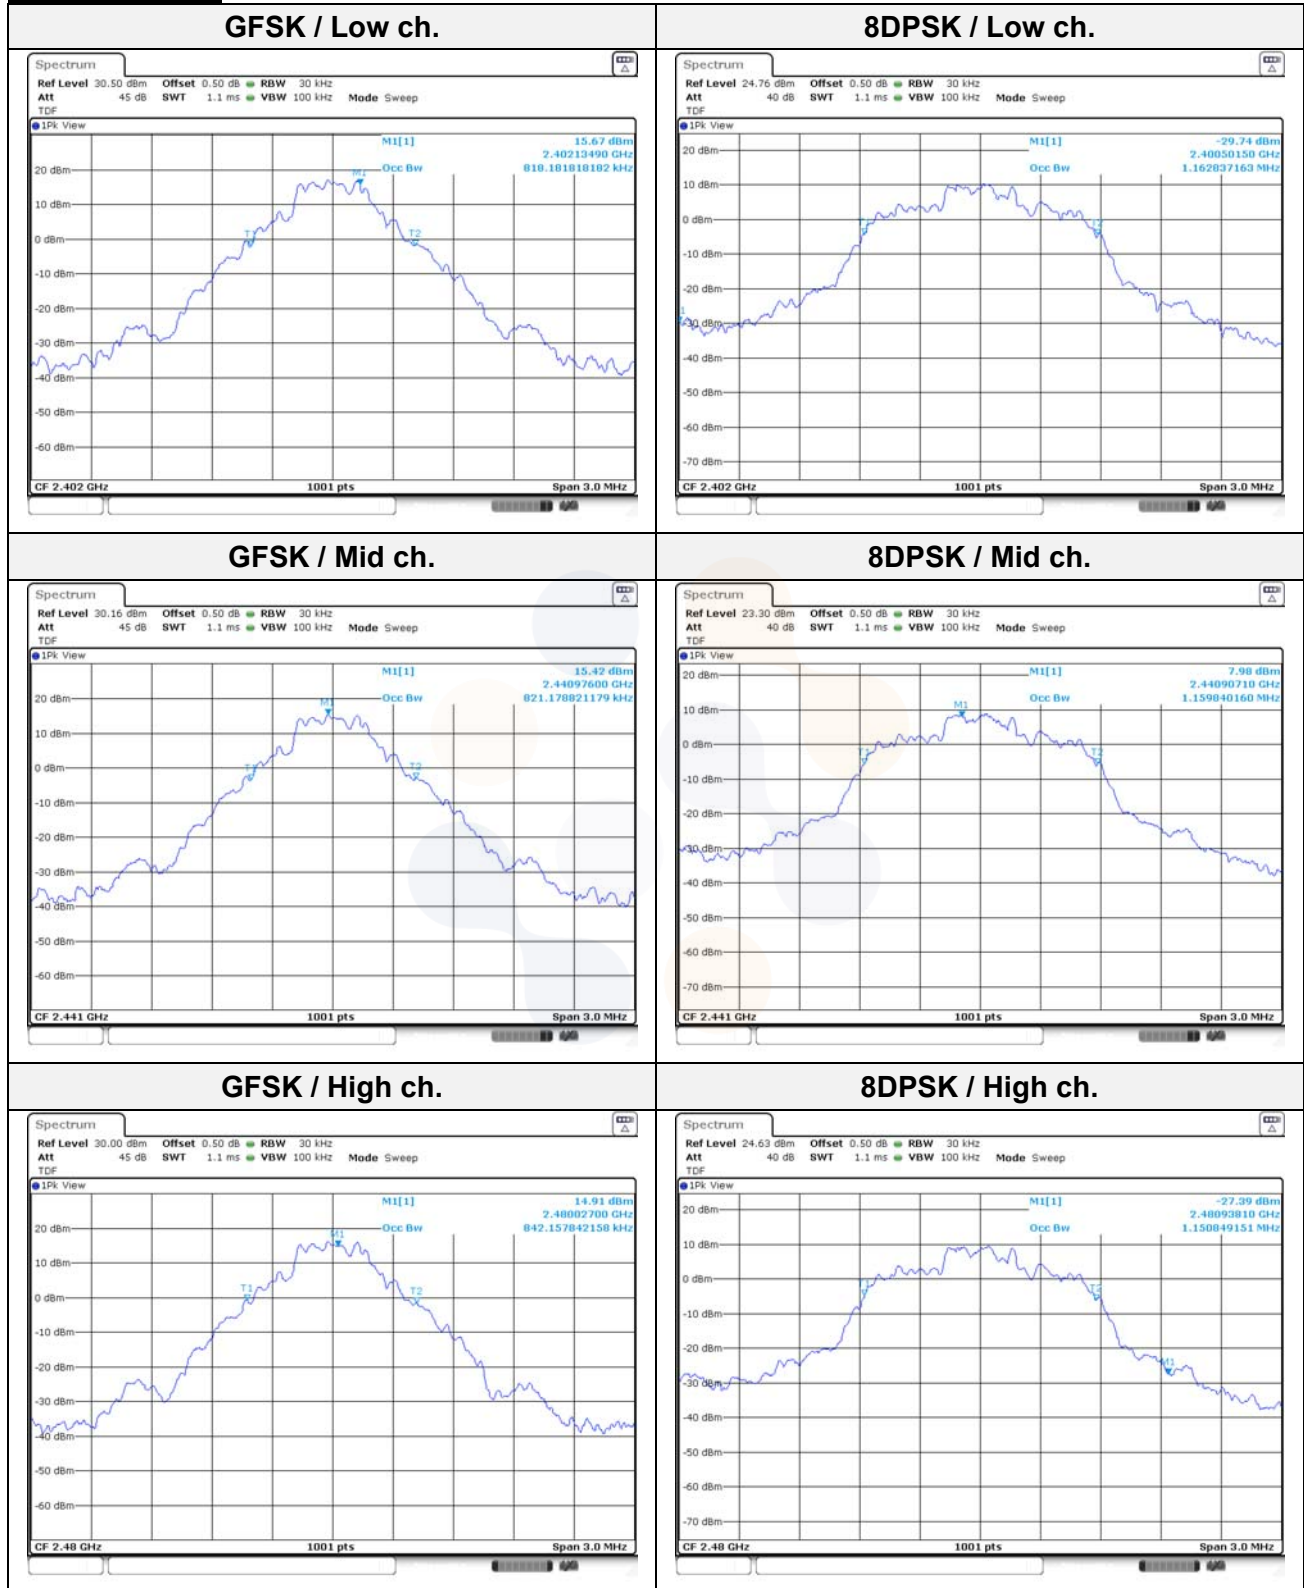 GFSK / Low ch.
8DPSK / Low ch.
Spectrum
Ref Level 30.50 dBm Offset 0.50 dB RBW 30 kHz
Att 45 dB SWT 1.1 ms VBW 100 kHz Mode Sweep
TDF
1Pk View
M1[1] 15.67 dBm
2.40213490 GHz
20 dBm
M1
Occ Bw 818.181818182 kHz
10 dBm
0 dBm
T1
T2
-10 dBm
-20 dBm
-30 dBm
-40 dBm
-50 dBm
-60 dBm
CF 2.402 GHz 1001 pts Span 3.0 MHz
Spectrum
Ref Level 24.76 dBm Offset 0.50 dB RBW 30 kHz
Att 40 dB SWT 1.1 ms VBW 100 kHz Mode Sweep
TDF
1Pk View
M1[1] -29.74 dBm
20 dBm
2.40050150 GHz
Occ Bw 1.162837163 MHz
10 dBm
0 dBm
T2
-10 dBm
-20 dBm
-30 dBm
-40 dBm
-50 dBm
-60 dBm
-70 dBm
CF 2.402 GHz 1001 pts Span 3.0 MHz
GFSK / Mid ch.
8DPSK / Mid ch.
Spectrum
Ref Level 30.16 dBm Offset 0.50 dB RBW 30 kHz
Att 45 dB SWT 1.1 ms VBW 100 kHz Mode Sweep
TDF
1Pk View
M1[1] 15.42 dBm
2.44097600 GHz
20 dBm
M1
Occ Bw 821.178821179 kHz
10 dBm
0 dBm
T1
T2
-10 dBm
-20 dBm
-30 dBm
-40 dBm
-50 dBm
-60 dBm
CF 2.441 GHz 1001 pts Span 3.0 MHz
Spectrum
Ref Level 23.30 dBm Offset 0.50 dB RBW 30 kHz
Att 40 dB SWT 1.1 ms VBW 100 kHz Mode Sweep
TDF
1Pk View
20 dBm
M1[1] 7.98 dBm
2.44090710 GHz
Occ Bw 1.159840160 MHz
10 dBm
M1
0 dBm
T1
T2
-10 dBm
-20 dBm
-30 dBm
-40 dBm
-50 dBm
-60 dBm
-70 dBm
CF 2.441 GHz 1001 pts Span 3.0 MHz
GFSK / High ch.
8DPSK / High ch.
Spectrum
Ref Level 30.00 dBm Offset 0.50 dB RBW 30 kHz
Att 45 dB SWT 1.1 ms VBW 100 kHz Mode Sweep
TDF
1Pk View
M1[1] 14.91 dBm
2.48002700 GHz
20 dBm
M1
Occ Bw 842.157842158 kHz
10 dBm
0 dBm
T1
T2
-10 dBm
-20 dBm
-30 dBm
-40 dBm
-50 dBm
-60 dBm
CF 2.48 GHz 1001 pts Span 3.0 MHz
Spectrum
Ref Level 24.63 dBm Offset 0.50 dB RBW 30 kHz
Att 40 dB SWT 1.1 ms VBW 100 kHz Mode Sweep
TDF
1Pk View
M1[1] -27.39 dBm
20 dBm
2.48093810 GHz
Occ Bw 1.150849151 MHz
10 dBm
0 dBm
T1
T2
-10 dBm
-20 dBm
M1
-30 dBm
-40 dBm
-50 dBm
-60 dBm
-70 dBm
CF 2.48 GHz 1001 pts Span 3.0 MHz